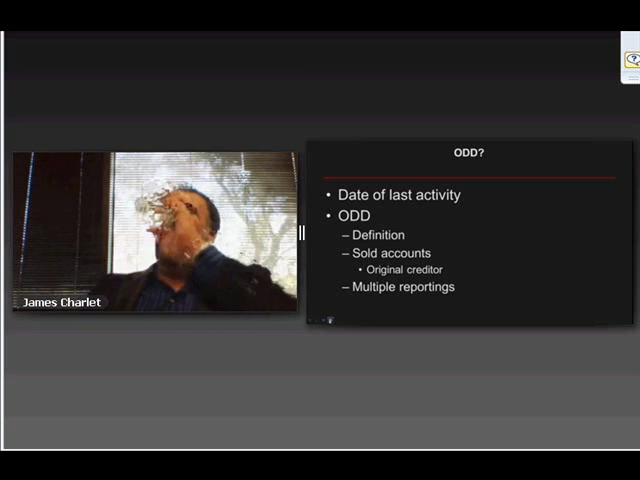 ODD?
Date of last activity
ODD
– Definition
– Sold accounts
Original creditor
– Multiple reportings
James Charlet